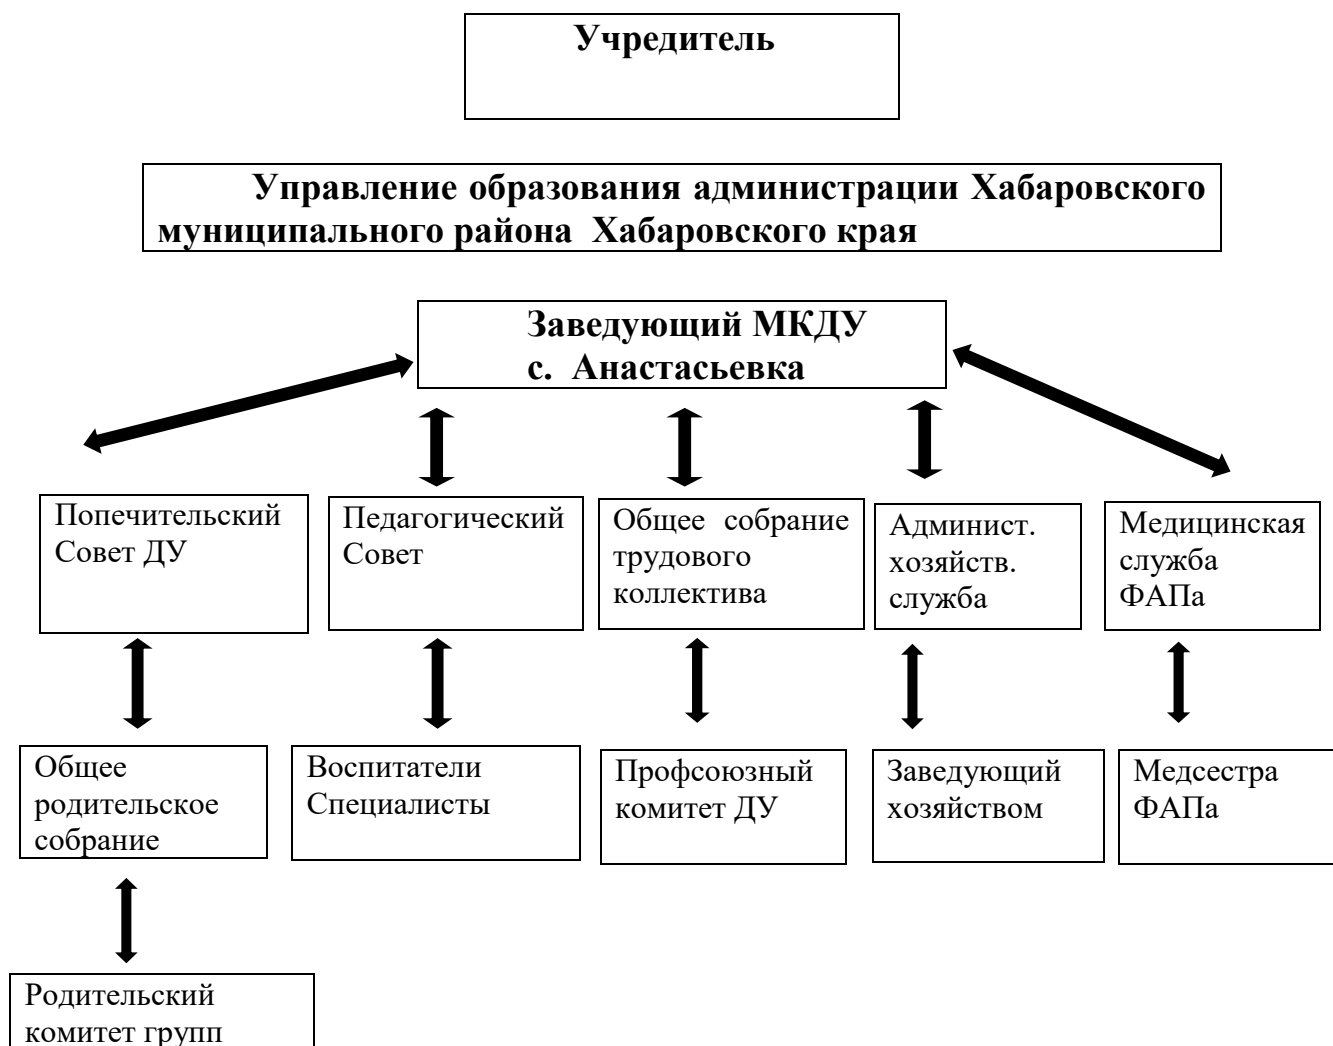 Учредитель
Управление образования администрации Хабаровского
муниципального района Хабаровского края
Заведующий МКДУ
с. Анастасьевка
Попечительский
Совет ДУ
Педагогический
Совет
Общее собрание
трудового
коллектива
Админист.
хозяйств.
служба
Медицинская
служба
ФАПа
Общее
родительское
собрание
Воспитатели
Специалисты
Профсоюзный
комитет ДУ
Заведующий
хозяйством
Медсестра
ФАПа
Родительский
комитет групп